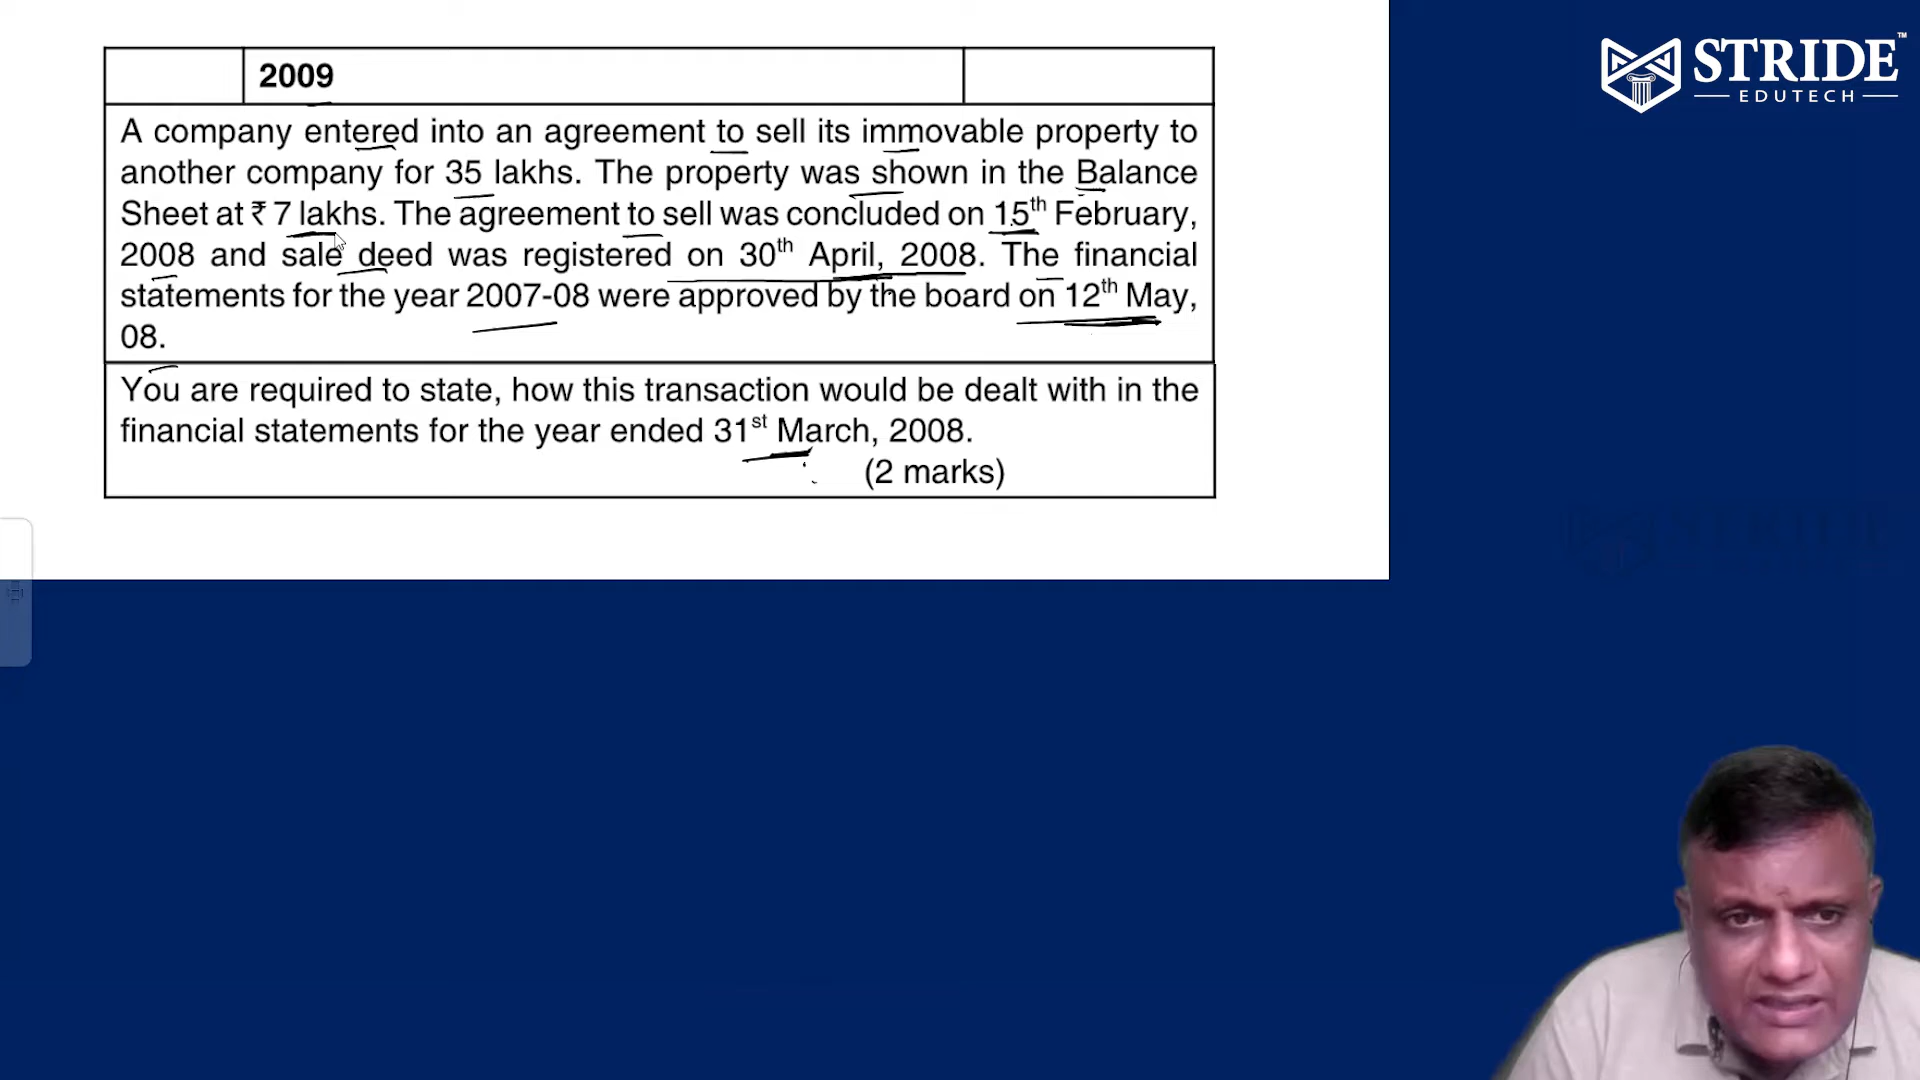 STRIDE™
EDUTECH
2009
A company entered into an agreement to sell its immovable property to
another company for 35 lakhs. The property was shown in the Balance
Sheet at ₹ 7 lakhs. The agreement to sell was concluded on 15th February,
2008 and sale deed was registered on 30th April, 2008. The financial
statements for the year 2007-08 were approved by the board on 12th May,
08.
You are required to state, how this transaction would be dealt with in the
financial statements for the year ended 31st March, 2008.
(2 marks)
STRIDE